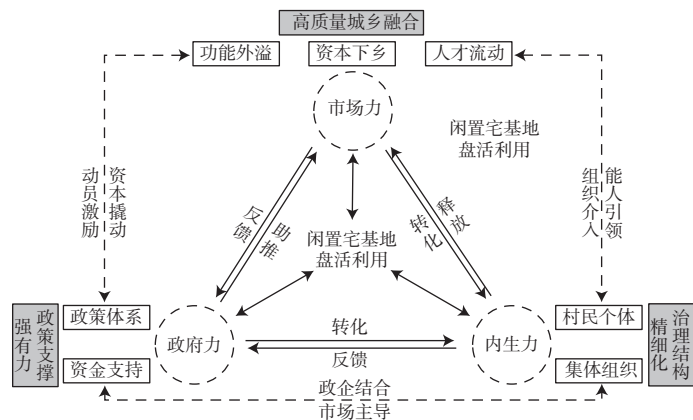 高质量城乡融合
功能外溢
资本下乡
人才流动
市场力
闲置宅基地
盘活利用
资本撬动
动员激励
能人引领
组织介入
反馈
助推
释放
转化
闲置宅基地
盘活利用
政策支撑
强有力
政策体系
资金支持
政府力
转化
反馈
内生力
村民个体
集体组织
治理结构
精细化
政企结合
市场主导